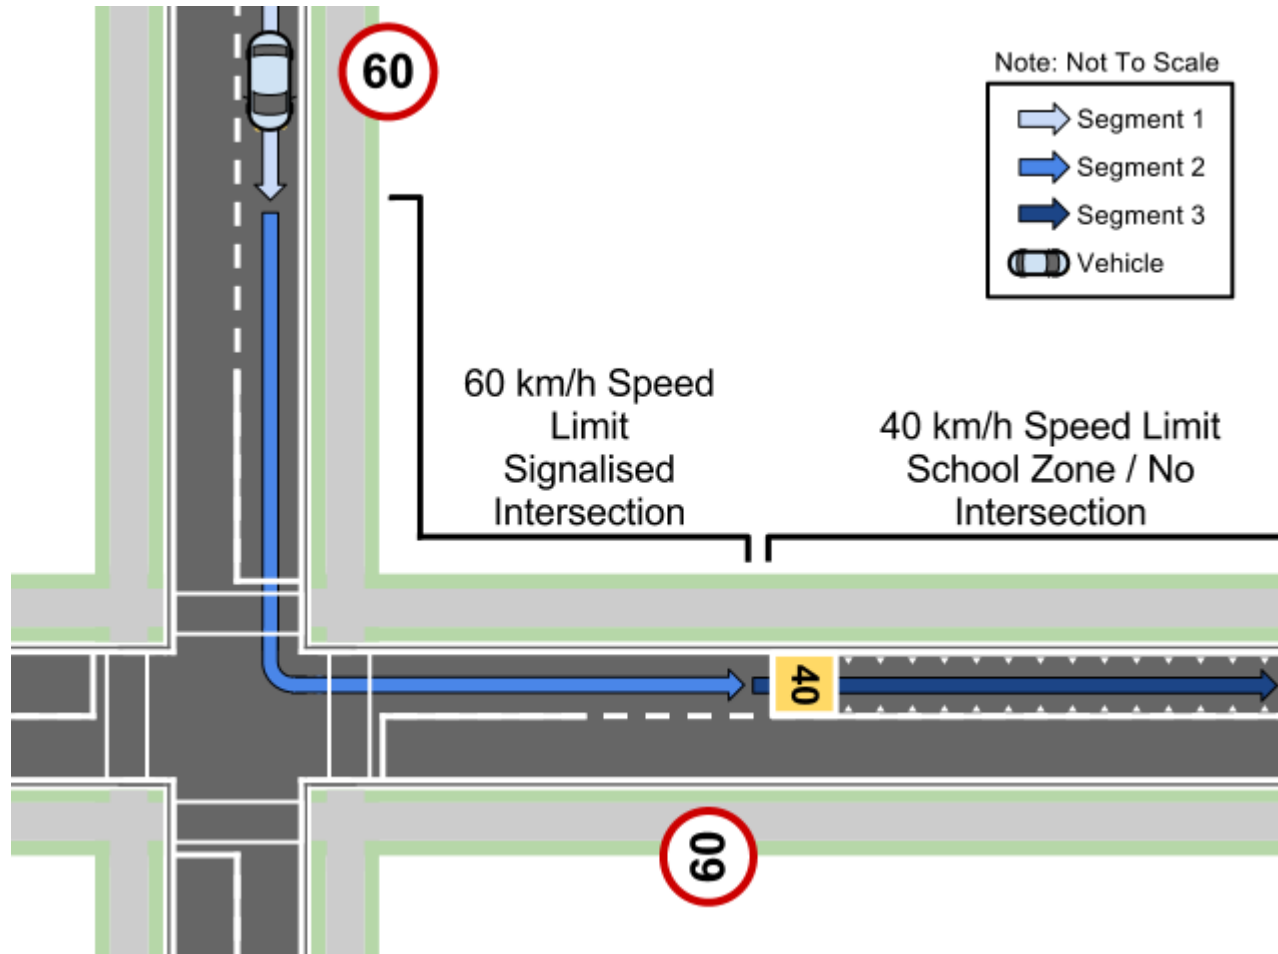 60
Note: Not To Scale
Segment 1
Segment 2
Segment 3
Vehicle
60 km/h Speed
Limit
Signalised
Intersection
40 km/h Speed Limit
School Zone / No
Intersection
40
60